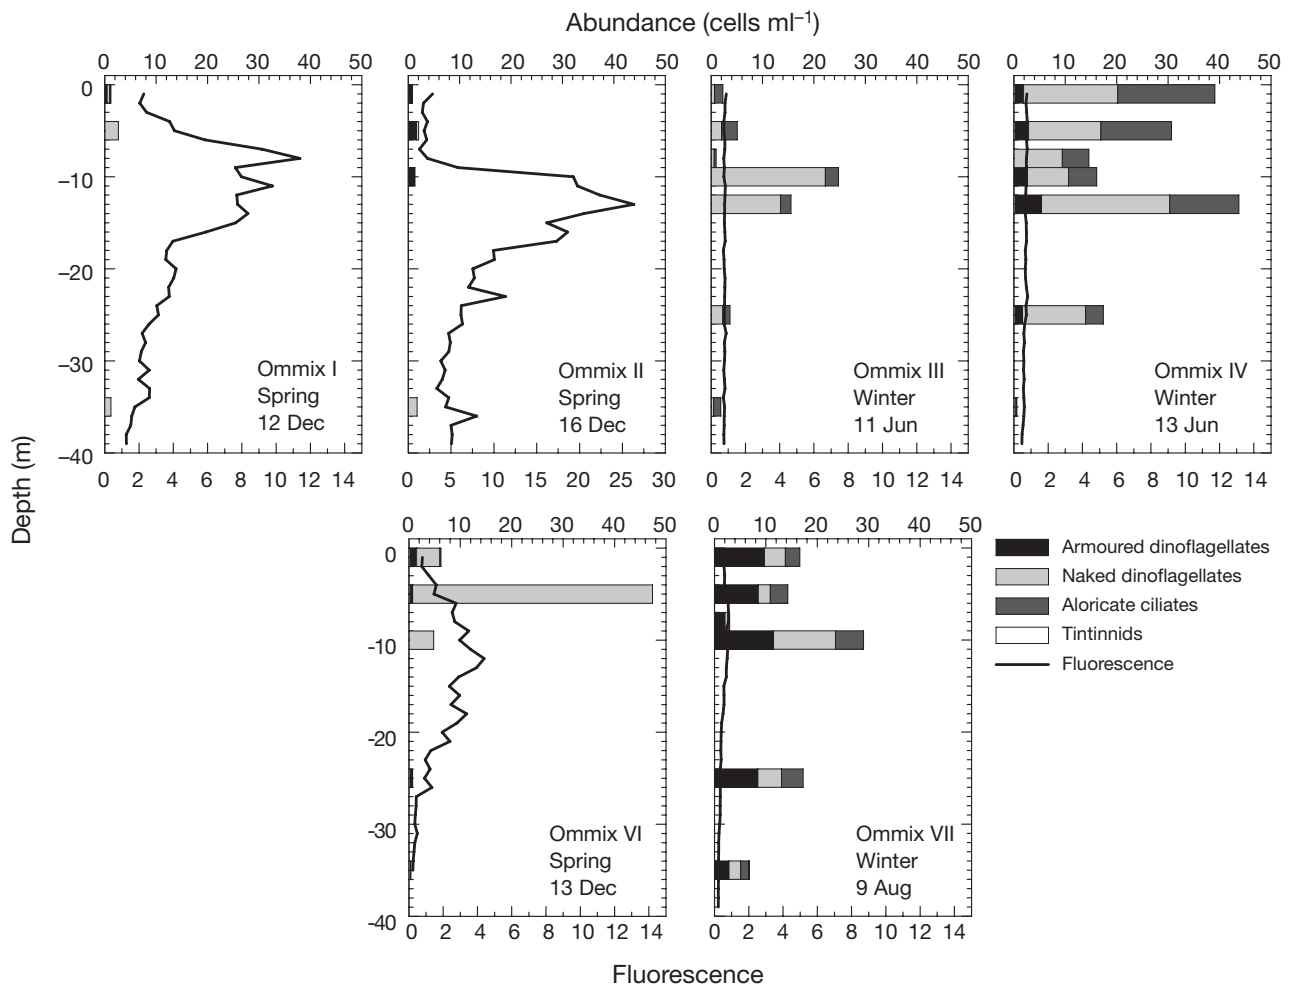 Abundance (cells ml–1)
0 10 20 30 40 50
0 10 20 30 40 50
0 10 20 30 40 50
0 10 20 30 40 50
0
–10
–20
–30
–40
Ommix I
Spring
12 Dec
Ommix II
Spring
16 Dec
Ommix III
Winter
11 Jun
Ommix IV
Winter
13 Jun
0 2 4 6 8 10 12 14
0 5 10 15 20 25 30
0 2 4 6 8 10 12 14
0 2 4 6 8 10 12 14
Depth (m)
0 10 20 30 40 50
0 10 20 30 40 50
0
-10
-20
-30
-40
Ommix VI
Spring
13 Dec
Ommix VII
Winter
9 Aug
0 2 4 6 8 10 12 14
0 2 4 6 8 10 12 14
Armoured dinoflagellates
Naked dinoflagellates
Aloricate ciliates
Tintinnids
Fluorescence
Fluorescence